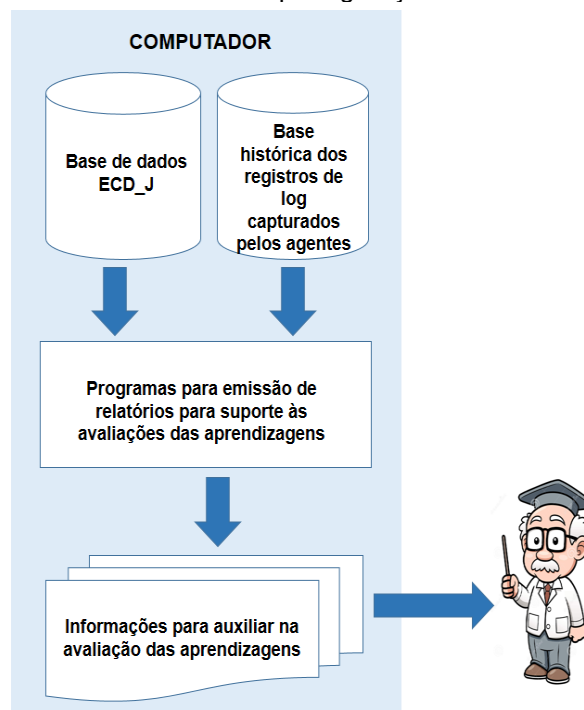 COMPUTADOR
Base de dados
ECD_J
Base
histórica dos
registros de
log
capturados
pelos agentes
Programas para emissão de
relatórios para suporte às
avaliações das aprendizagens
Informações para auxiliar na
avaliação das aprendizagens